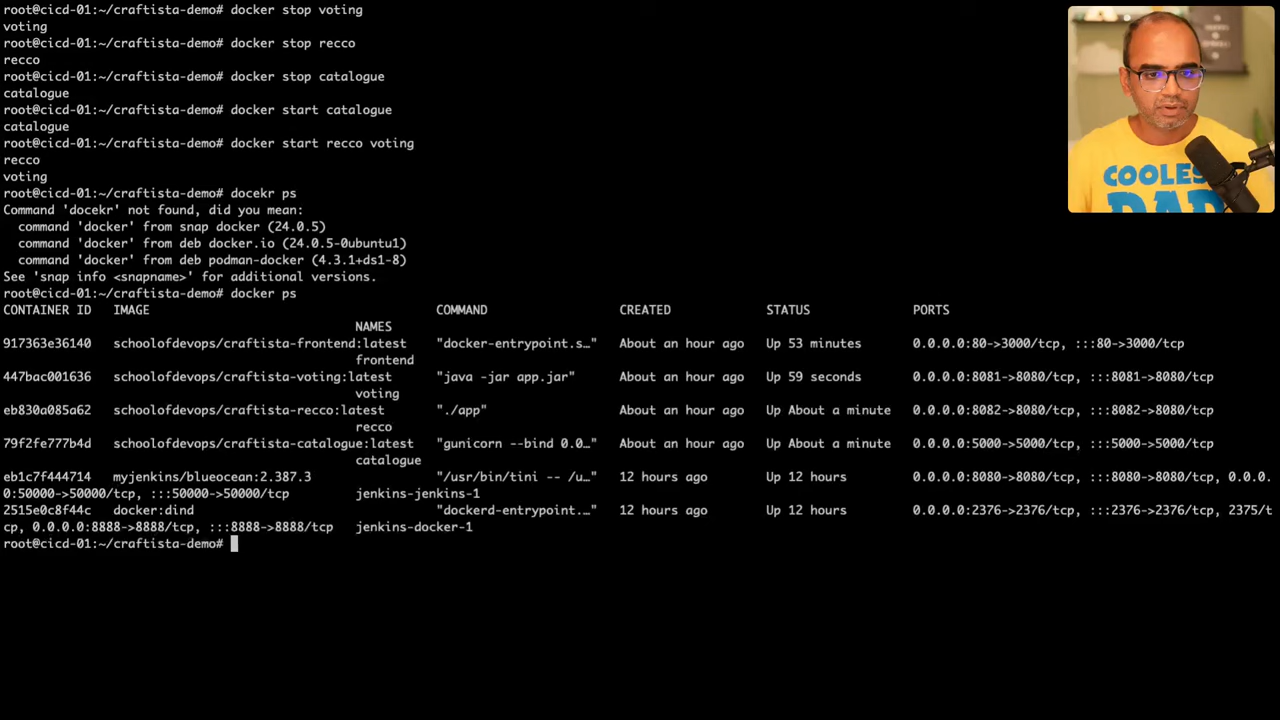 root@cicd-01:~/craftista-demo# docker stop voting
voting
root@cicd-01:~/craftista-demo# docker stop recco
recco
root@cicd-01:~/craftista-demo# docker stop catalogue
catalogue
root@cicd-01:~/craftista-demo# docker start catalogue
catalogue
root@cicd-01:~/craftista-demo# docker start recco voting
recco
voting
root@cicd-01:~/craftista-demo# docekr ps
Command 'docekr' not found, did you mean:
command 'docker' from snap docker (24.0.5)
command 'docker' from deb docker.io (24.0.5-0ubuntu1)
command 'docker' from deb podman-docker (4.3.1+ds1-8)
See 'snap info <snapname>' for additional versions.
root@cicd-01:~/craftista-demo# docker ps
CONTAINER ID IMAGE COMMAND CREATED STATUS PORTS
NAMES
917363e36140 schoolofdevops/craftista-frontend:latest "docker-entrypoint.s…" About an hour ago Up 53 minutes 0.0.0.0:80->3000/tcp, :::80->3000/tcp
frontend
447bac001636 schoolofdevops/craftista-voting:latest "java -jar app.jar" About an hour ago Up 59 seconds 0.0.0.0:8081->8080/tcp, :::8081->8080/tcp
voting
eb830a085a62 schoolofdevops/craftista-recco:latest "./app" About an hour ago Up About a minute 0.0.0.0:8082->8080/tcp, :::8082->8080/tcp
recco
79f2fe777b4d schoolofdevops/craftista-catalogue:latest "gunicorn --bind 0.0…" About an hour ago Up About a minute 0.0.0.0:5000->5000/tcp, :::5000->5000/tcp
catalogue
eb1c7f444714 myjenkins/blueocean:2.387.3 "/usr/bin/tini -- /u…" 12 hours ago Up 12 hours 0.0.0.0:8080->8080/tcp, :::8080->8080/tcp, 0.0.0.
0:50000->50000/tcp, :::50000->50000/tcp jenkins-jenkins-1
2515e0c8f44c docker:dind "dockerd-entrypoint.…" 12 hours ago Up 12 hours 0.0.0.0:2376->2376/tcp, :::2376->2376/tcp, 2375/t
cp, 0.0.0.0:8888->8888/tcp, :::8888->8888/tcp jenkins-docker-1
root@cicd-01:~/craftista-demo#
COOLES
DAD